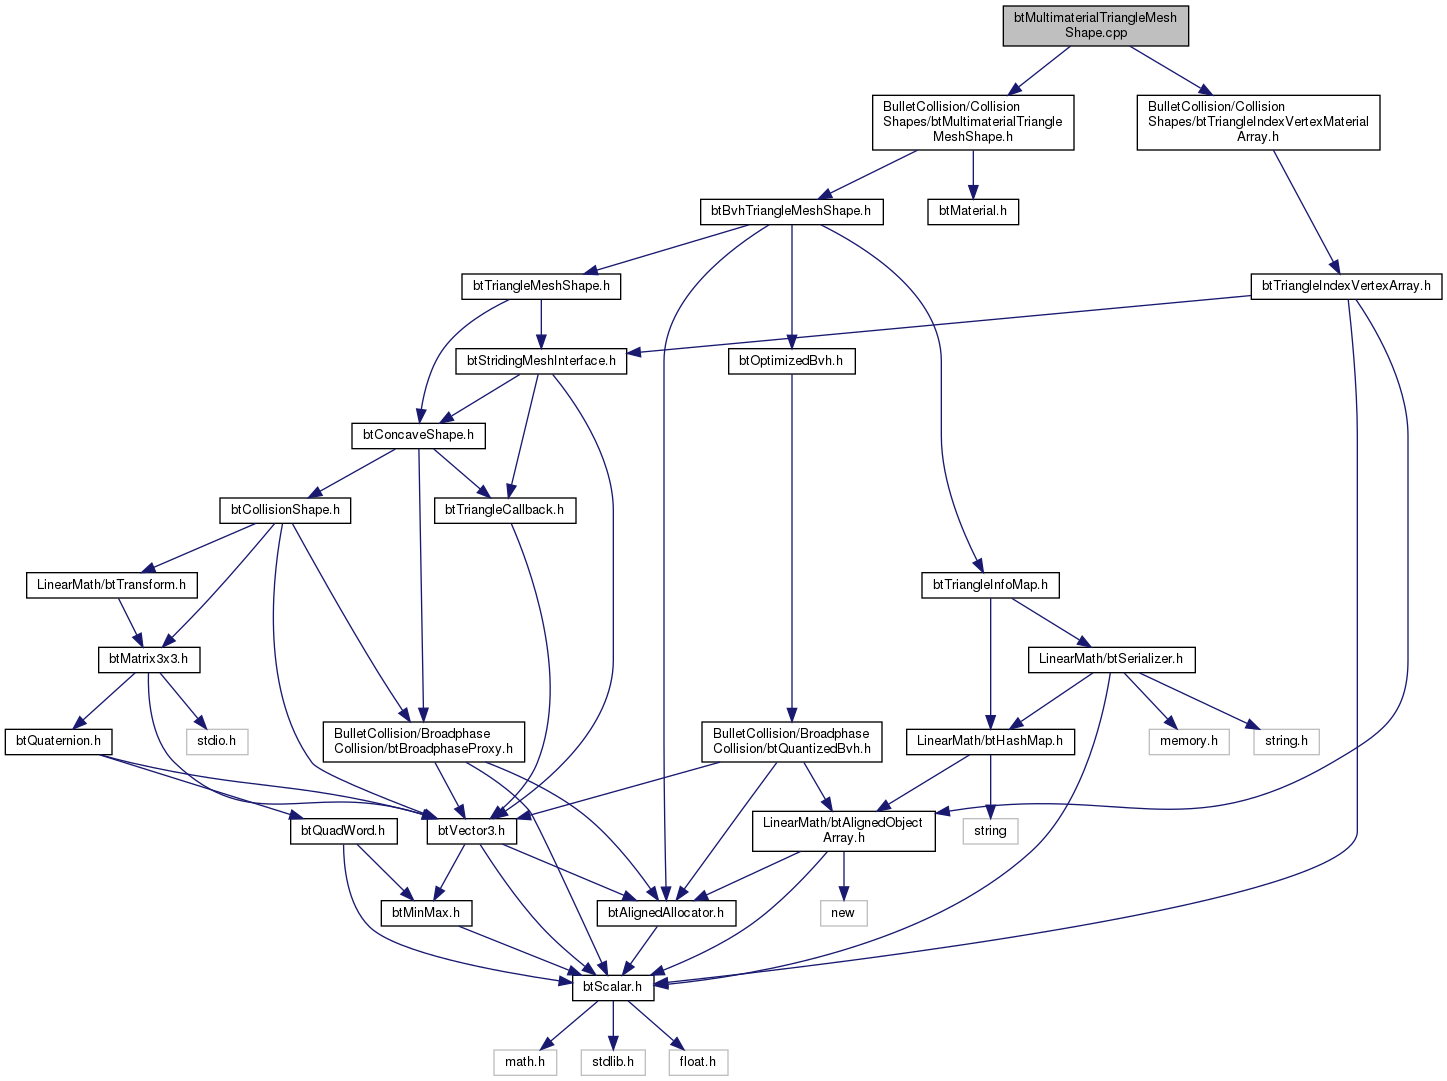 btMultimaterialTriangleMesh
Shape.cpp
BulletCollision/Collision
Shapes/btMultimaterialTriangle
MeshShape.h
BulletCollision/Collision
Shapes/btTriangleIndexVertexMaterial
Array.h
btBvhTriangleMeshShape.h
btMaterial.h
btTriangleMeshShape.h
btTriangleIndexVertexArray.h
btStridingMeshInterface.h
btOptimizedBvh.h
btConcaveShape.h
btCollisionShape.h
btTriangleCallback.h
LinearMath/btTransform.h
btTriangleInfoMap.h
btMatrix3x3.h
LinearMath/btSerializer.h
btQuaternion.h
stdio.h
BulletCollision/Broadphase
Collision/btBroadphaseProxy.h
BulletCollision/Broadphase
Collision/btQuantizedBvh.h
LinearMath/btHashMap.h
memory.h
string.h
btQuadWord.h
btVector3.h
LinearMath/btAlignedObject
Array.h
string
btMinMax.h
btAlignedAllocator.h
new
btScalar.h
math.h
stdlib.h
float.h